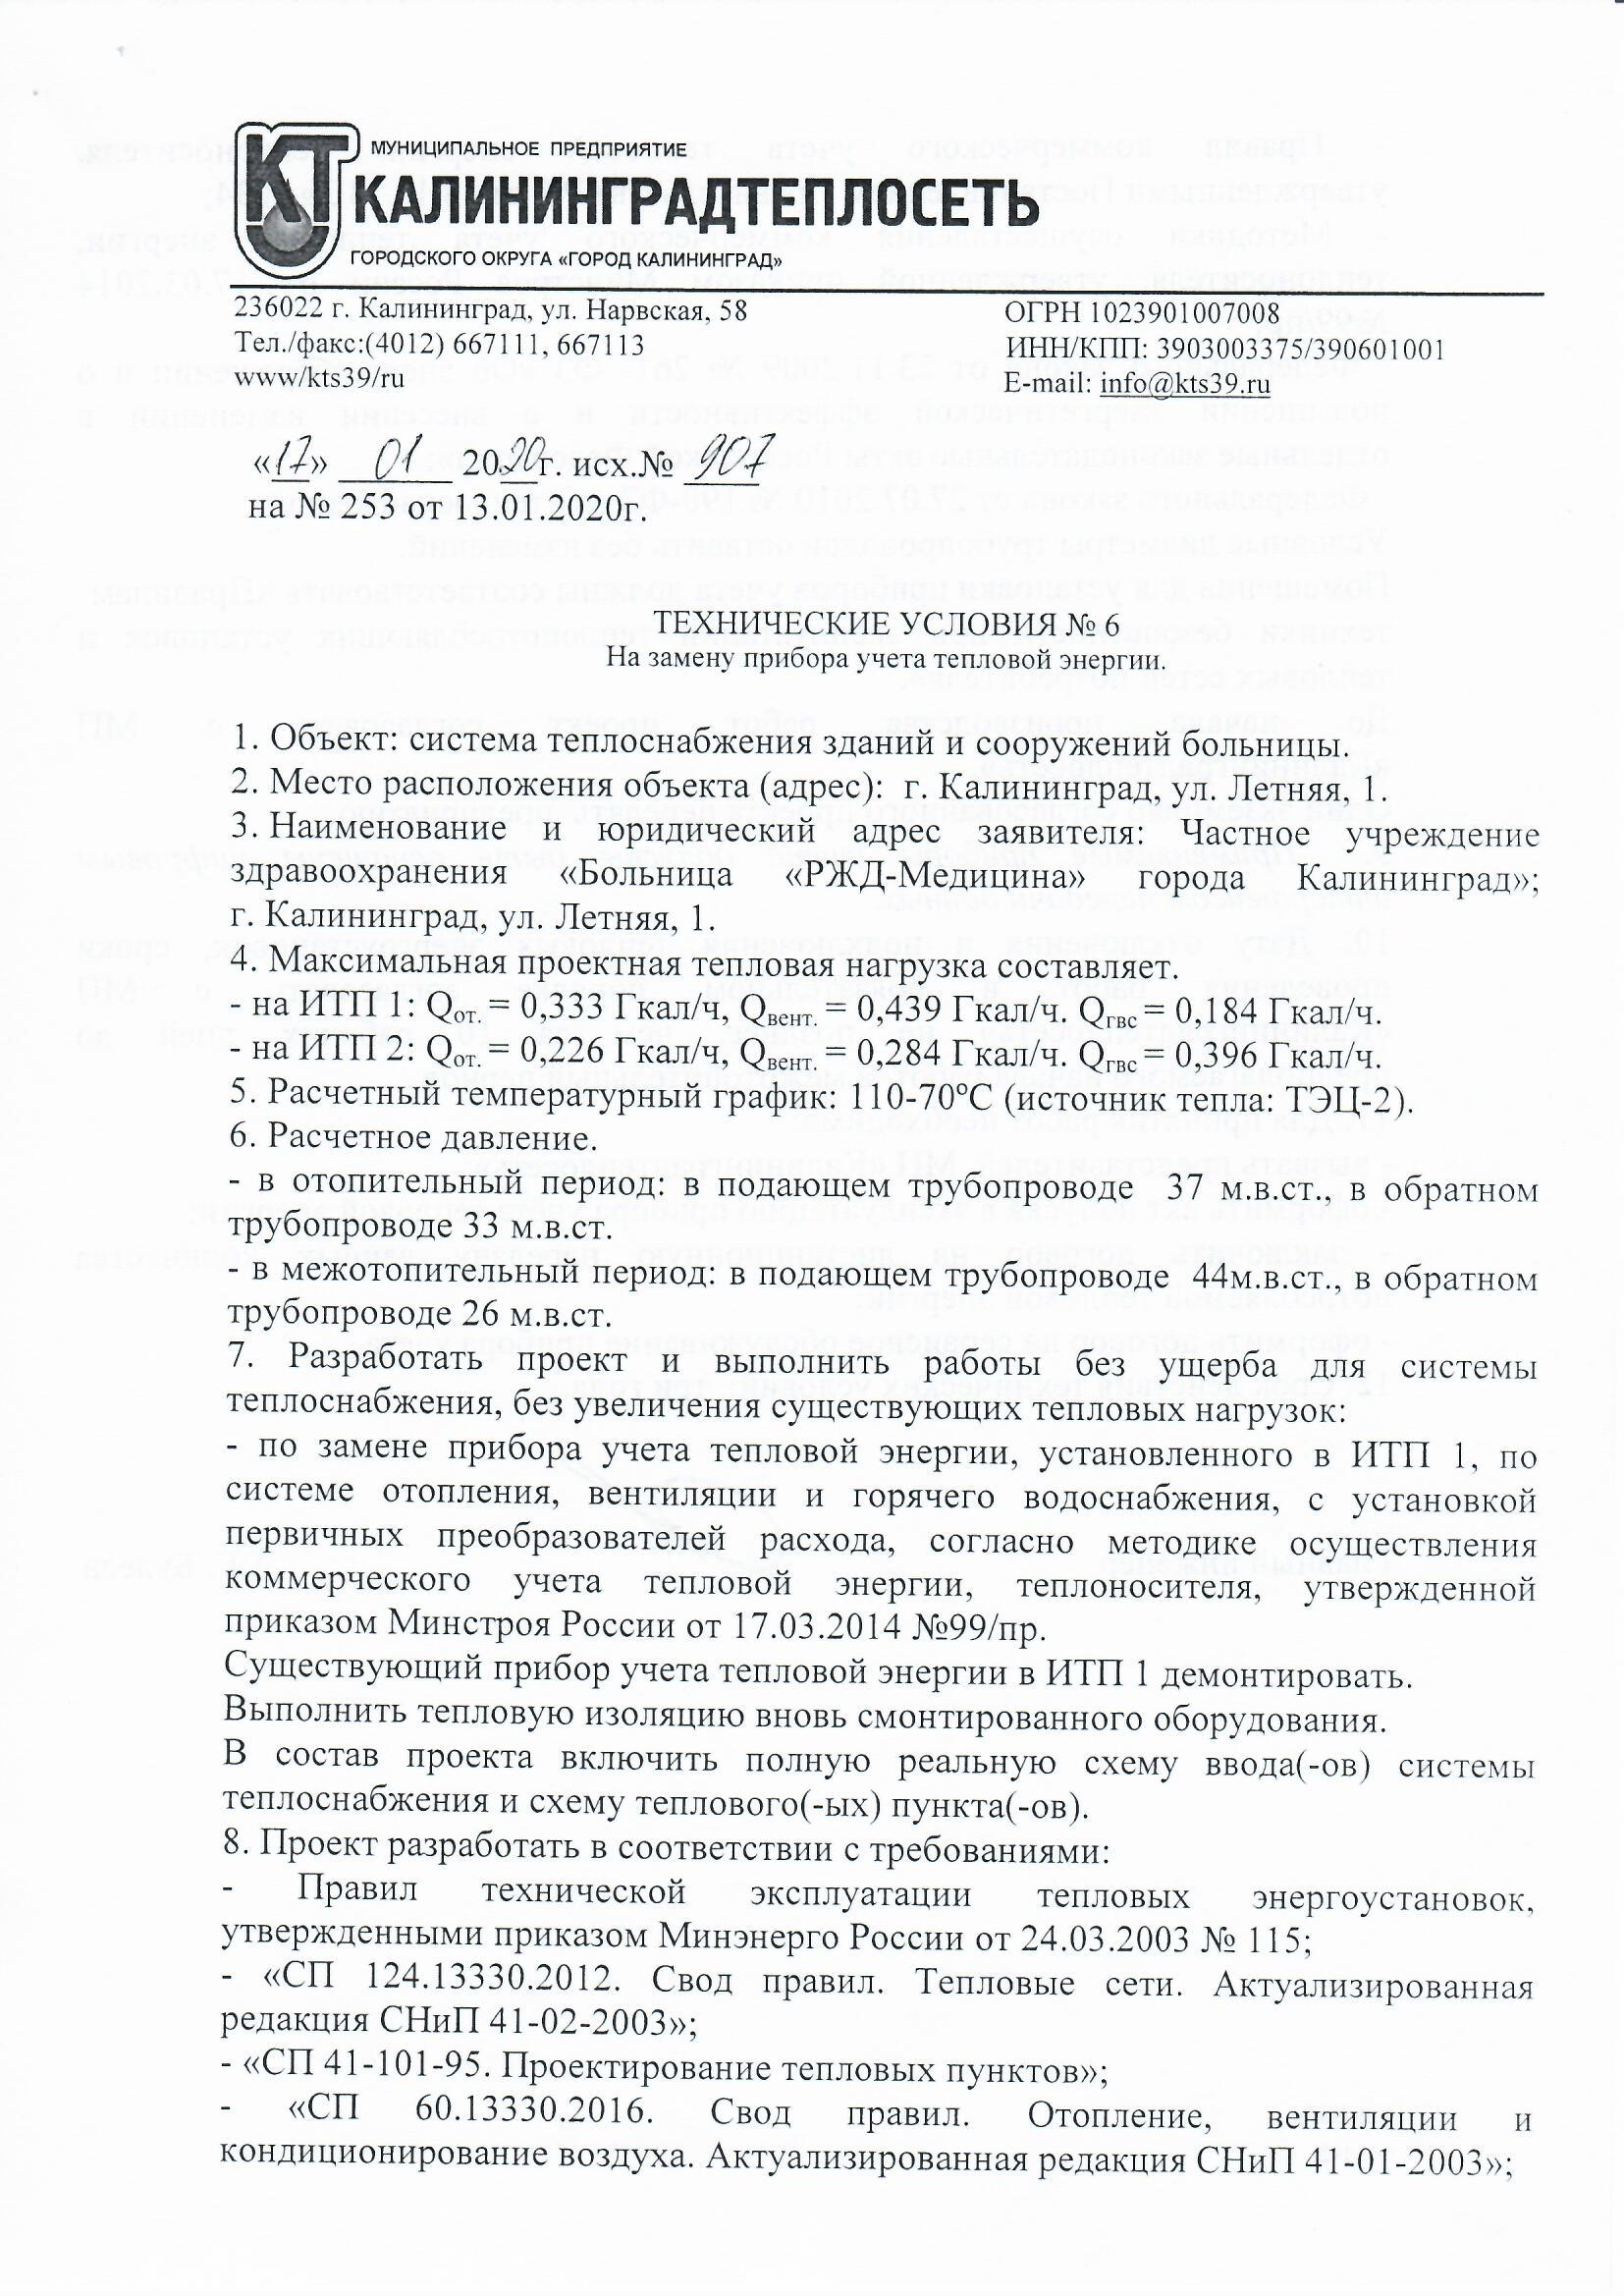 КТ
МУНИЦИПАЛЬНОЕ ПРЕДПРИЯТИЕ
КАЛИНИНГРАДТЕПЛОСЕТЬ
ГОРОДСКОГО ОКРУГА «ГОРОД КАЛИНИНГРАД»
236022 г. Калининград, ул. Нарвская, 58
Тел./факс:(4012) 667111, 667113
www/kts39/ru
ОГРН 1023901007008
ИНН/КПП: 3903003375/390601001
E-mail: info@kts39.ru
«17» 01 2020г. исх.№ 907
на № 253 от 13.01.2020г.
ТЕХНИЧЕСКИЕ УСЛОВИЯ № 6
На замену прибора учета тепловой энергии.
1. Объект: система теплоснабжения зданий и сооружений больницы.
2. Место расположения объекта (адрес): г. Калининград, ул. Летняя, 1.
3. Наименование и юридический адрес заявителя: Частное учреждение
здравоохранения «Больница «РЖД-Медицина» города Калининград»;
г. Калининград, ул. Летняя, 1.
4. Максимальная проектная тепловая нагрузка составляет.
- на ИТП 1: Qот. = 0,333 Гкал/ч, Qвент. = 0,439 Гкал/ч. Qгвс = 0,184 Гкал/ч.
- на ИТП 2: Qот. = 0,226 Гкал/ч, Qвент. = 0,284 Гкал/ч. Qгвс = 0,396 Гкал/ч.
5. Расчетный температурный график: 110-70ºС (источник тепла: ТЭЦ-2).
6. Расчетное давление.
- в отопительный период: в подающем трубопроводе 37 м.в.ст., в обратном
трубопроводе 33 м.в.ст.
- в межотопительный период: в подающем трубопроводе 44м.в.ст., в обратном
трубопроводе 26 м.в.ст.
7. Разработать проект и выполнить работы без ущерба для системы
теплоснабжения, без увеличения существующих тепловых нагрузок:
- по замене прибора учета тепловой энергии, установленного в ИТП 1, по
системе отопления, вентиляции и горячего водоснабжения, с установкой
первичных преобразователей расхода, согласно методике осуществления
коммерческого учета тепловой энергии, теплоносителя, утвержденной
приказом Минстроя России от 17.03.2014 №99/пр.
Существующий прибор учета тепловой энергии в ИТП 1 демонтировать.
Выполнить тепловую изоляцию вновь смонтированного оборудования.
В состав проекта включить полную реальную схему ввода(-ов) системы
теплоснабжения и схему теплового(-ых) пункта(-ов).
8. Проект разработать в соответствии с требованиями:
- Правил технической эксплуатации тепловых энергоустановок,
утвержденными приказом Минэнерго России от 24.03.2003 № 115;
- «СП 124.13330.2012. Свод правил. Тепловые сети. Актуализированная
редакция СНиП 41-02-2003»;
- «СП 41-101-95. Проектирование тепловых пунктов»;
- «СП 60.13330.2016. Свод правил. Отопление, вентиляции и
кондиционирование воздуха. Актуализированная редакция СНиП 41-01-2003»;